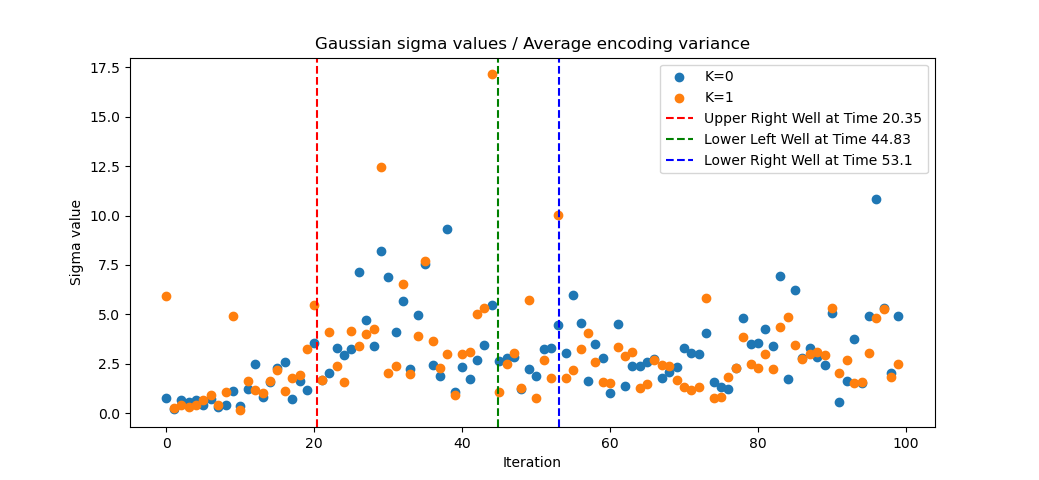 Gaussian sigma values / Average encoding variance
K=0
K=1
Upper Right Well at Time 20.35
Lower Left Well at Time 44.83
Lower Right Well at Time 53.1
Sigma value
17.5
15.0
12.5
10.0
7.5
5.0
2.5
0.0
0 20 40 60 80 100
Iteration